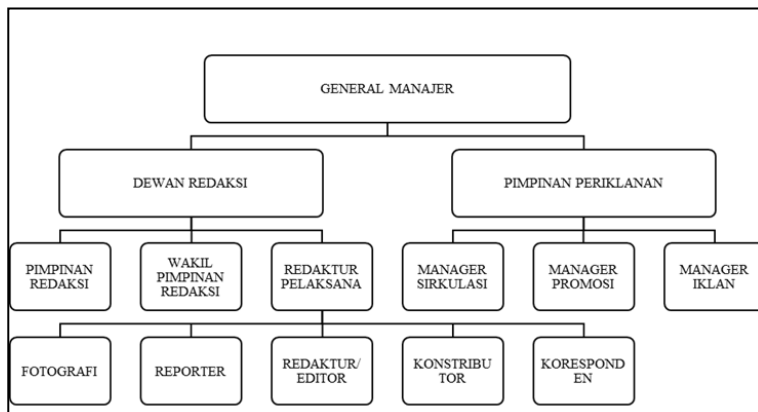 GENERAL MANAJER
DEWAN REDAKSI
PIMPINAN PERIKLANAN
PIMPINAN
REDAKSI
WAKIL
PIMPINAN
REDAKSI
REDAKTUR
PELAKSANA
MANAGER
SIRKULASI
MANAGER
PROMOSI
MANAGER
IKLAN
FOTOGRAFI
REPORTER
REDAKTUR/
EDITOR
KONSTRIBU
TOR
KORESPOND
EN